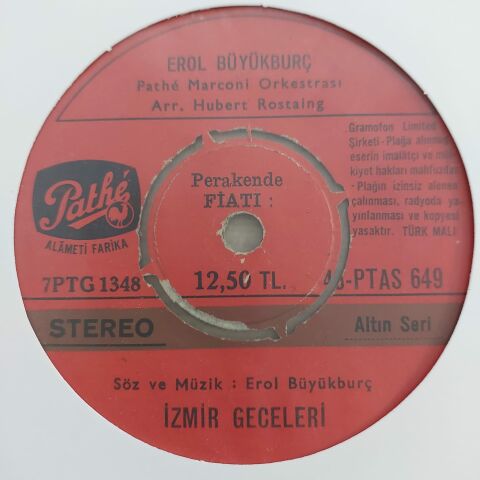 EROL BÜYÜKBURÇ
Pathé Marconi Orkestrası
Arr. Hubert Rostaing
Gramofon Limited
Şirketi - Plağa alınmış
eserin imalâtçı ve mül-
kiyet hakları mahfuzdur
- Plağın izinsiz alenen
çalınması, radyoda ya-
yınlanması ve kopyesi
yasaktır. TÜRK MALI
Pathé
ALÂMETİ FARİKA
Perakende
FİATI :
7PTG 1348
12,50 TL.
-PTAS 649
STEREO
Altın Seri
Söz ve Müzik : Erol Büyükburç
İZMİR GECELERİ